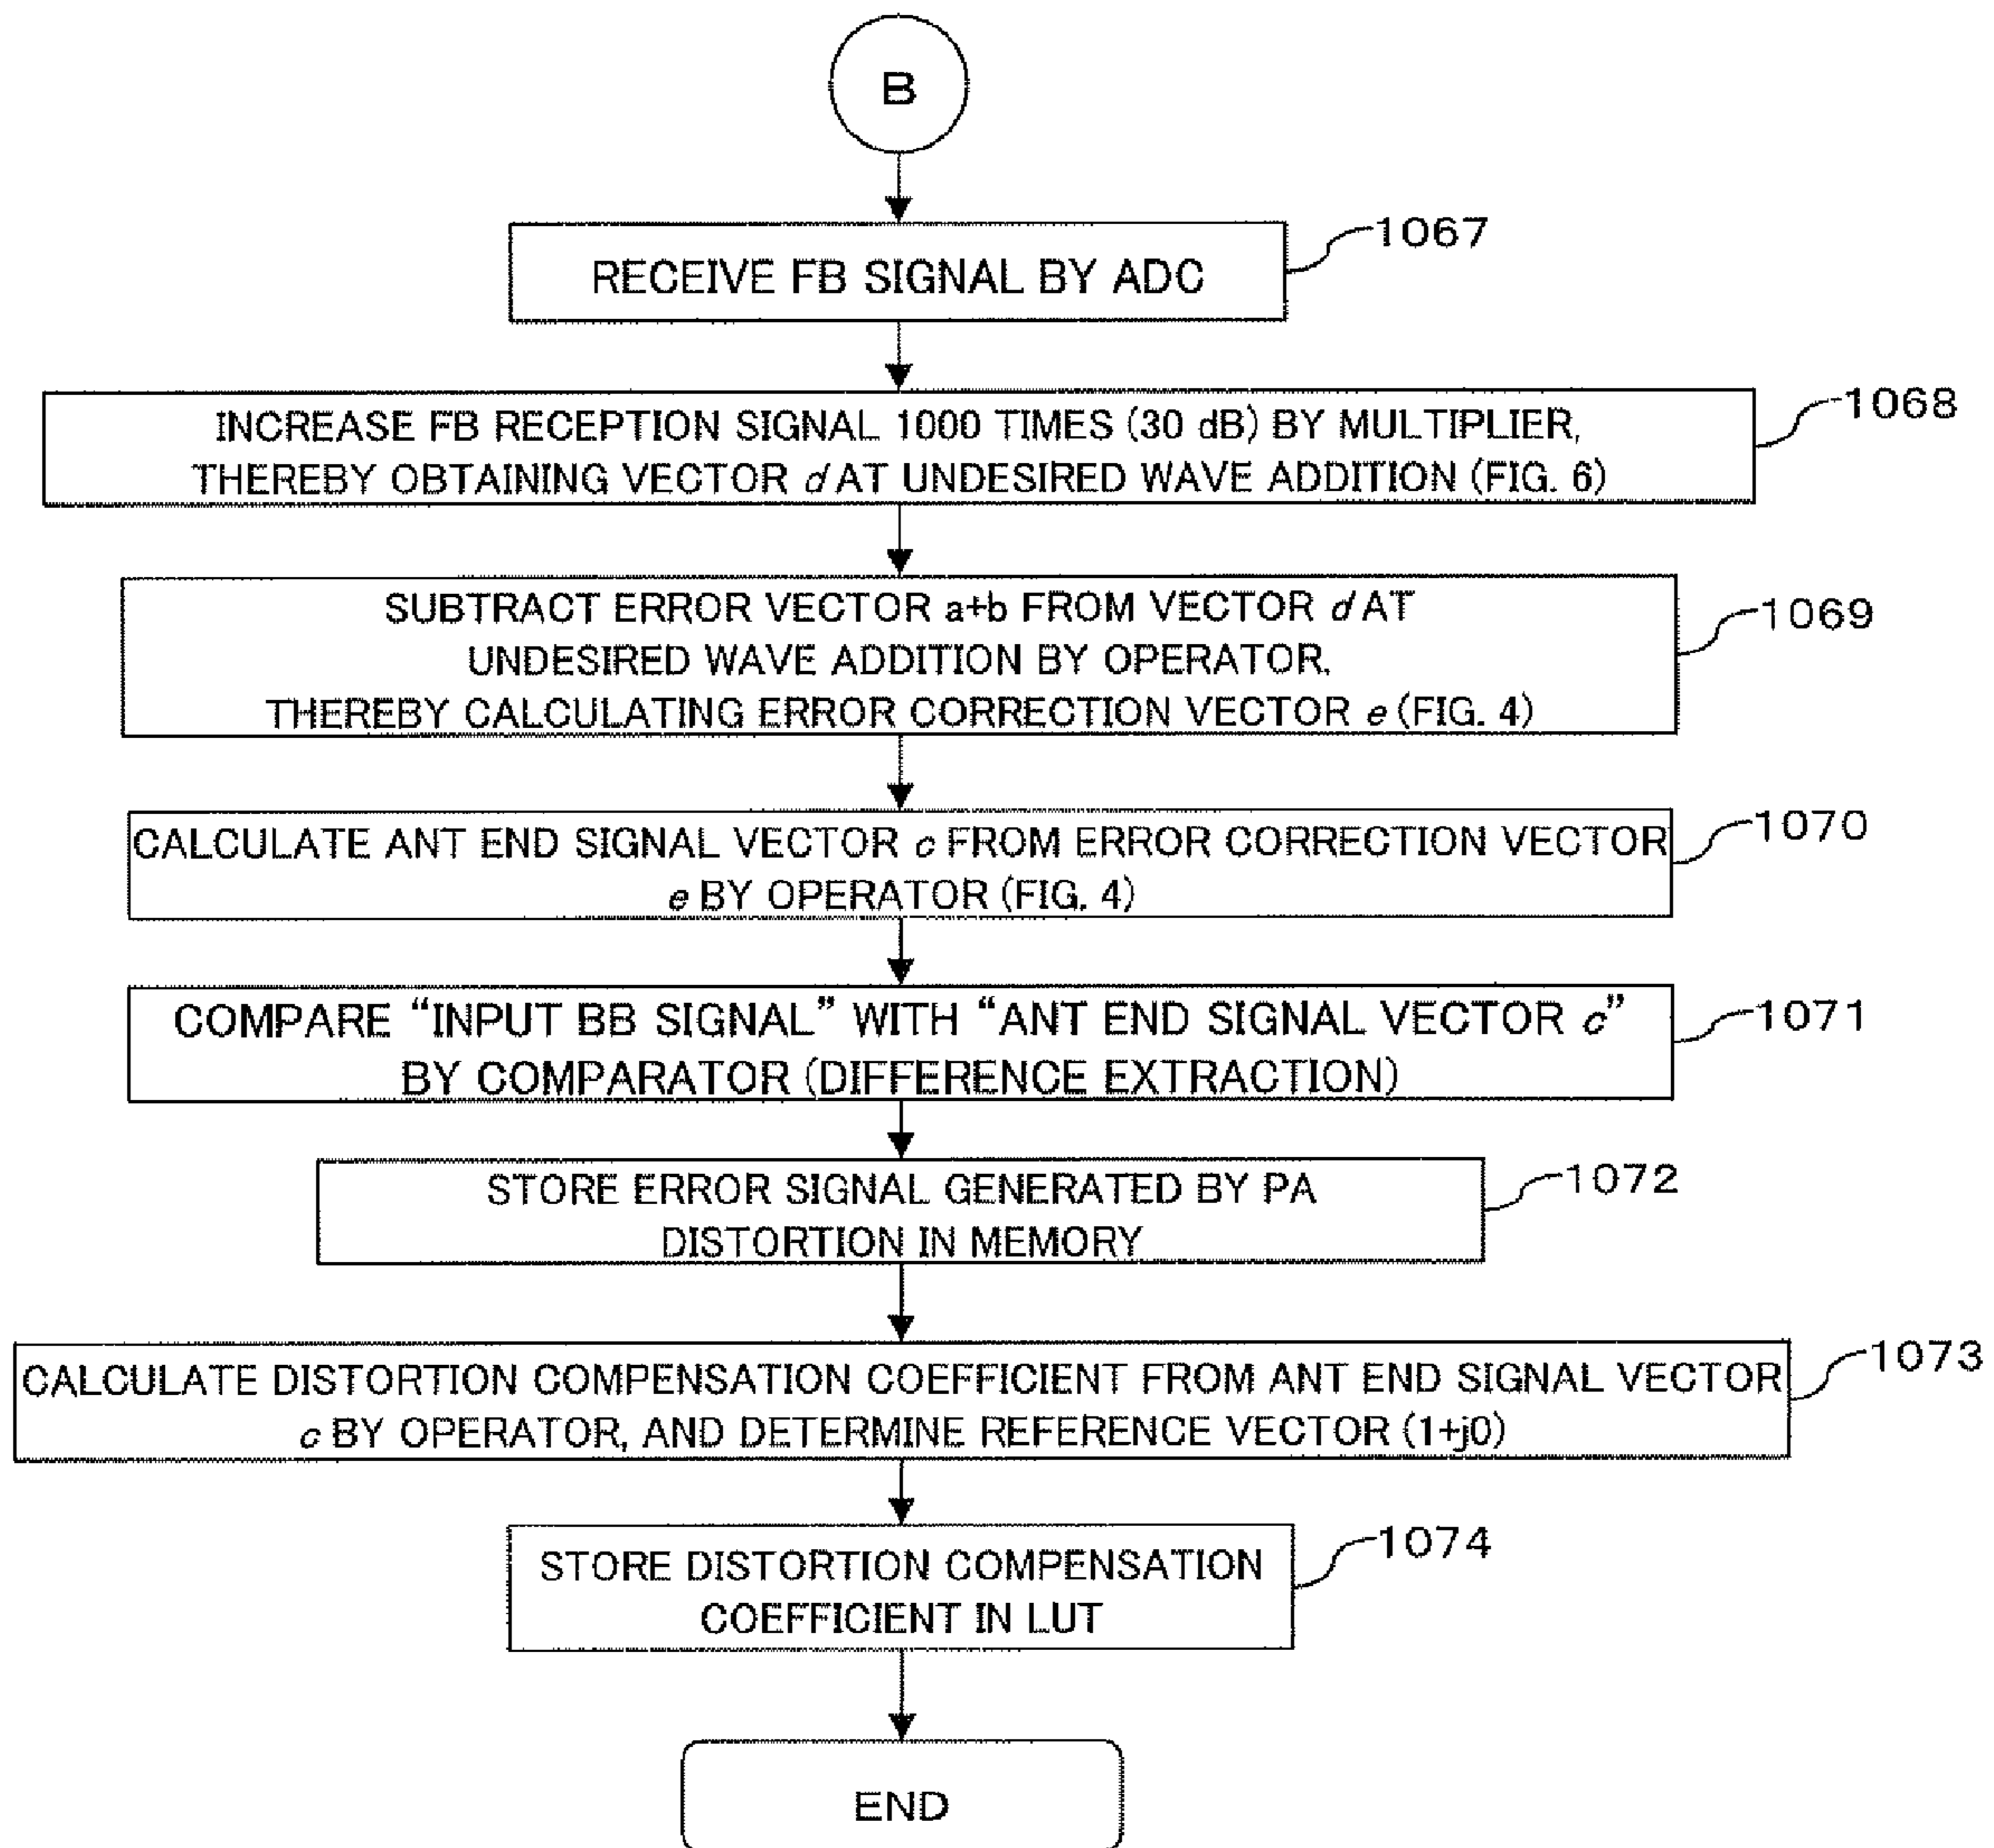 B
1067
RECEIVE FB SIGNAL BY ADC
1068
INCREASE FB RECEPTION SIGNAL 1000 TIMES (30 dB) BY MULTIPLIER,
THEREBY OBTAINING VECTOR d AT UNDESIRED WAVE ADDITION (FIG. 6)
1069
SUBTRACT ERROR VECTOR a+b FROM VECTOR d AT
UNDESIRED WAVE ADDITION BY OPERATOR,
THEREBY CALCULATING ERROR CORRECTION VECTOR e (FIG. 4)
1070
CALCULATE ANT END SIGNAL VECTOR c FROM ERROR CORRECTION VECTOR
e BY OPERATOR (FIG. 4)
1071
COMPARE “INPUT BB SIGNAL” WITH “ANT END SIGNAL VECTOR c”
BY COMPARATOR (DIFFERENCE EXTRACTION)
1072
STORE ERROR SIGNAL GENERATED BY PA
DISTORTION IN MEMORY
1073
CALCULATE DISTORTION COMPENSATION COEFFICIENT FROM ANT END SIGNAL VECTOR
c BY OPERATOR, AND DETERMINE REFERENCE VECTOR (1+j0)
1074
STORE DISTORTION COMPENSATION
COEFFICIENT IN LUT
END